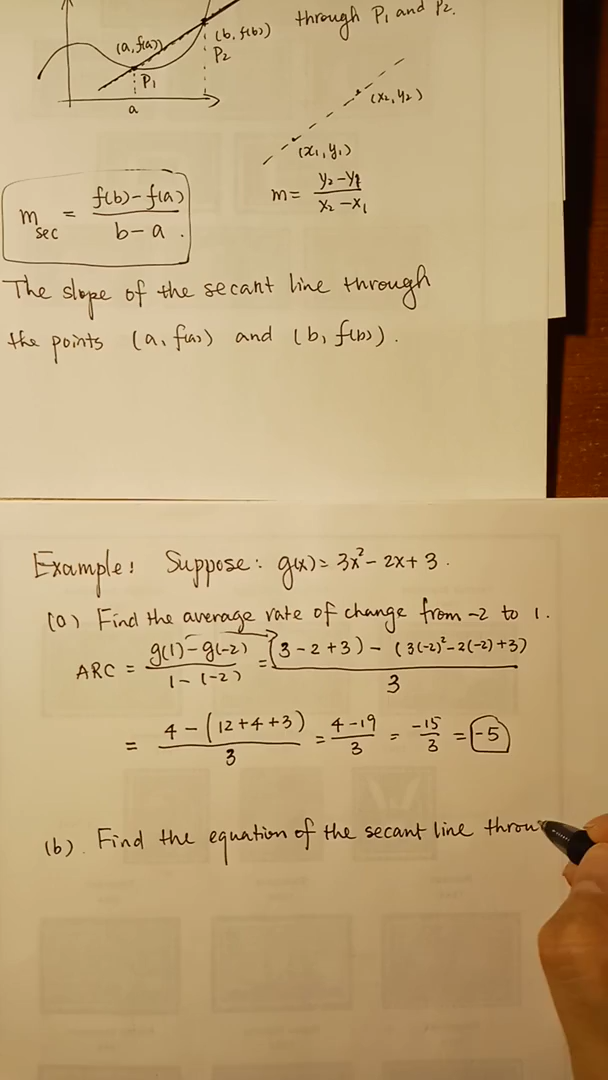 through P1 and P2.
(a, f(a)) (b, f(b))
P1 P2
a
(x2, y2)
(x1, y1)
m = (y2 - y1)/(x2 - x1)
m sec = (f(b) - f(a))/(b - a).
The slope of the secant line through
the points (a, f(a)) and (b, f(b)).
Example: Suppose: g(x) = 3x² - 2x + 3.
(a) Find the average rate of change from -2 to 1.
ARC = (g(1) - g(-2))/(1 - (-2)) = ((3 - 2 + 3) - (3(-2)² - 2(-2) + 3))/3
= (4 - (12 + 4 + 3))/3 = (4 - 19)/3 = -15/3 = -5
(b). Find the equation of the secant line throu